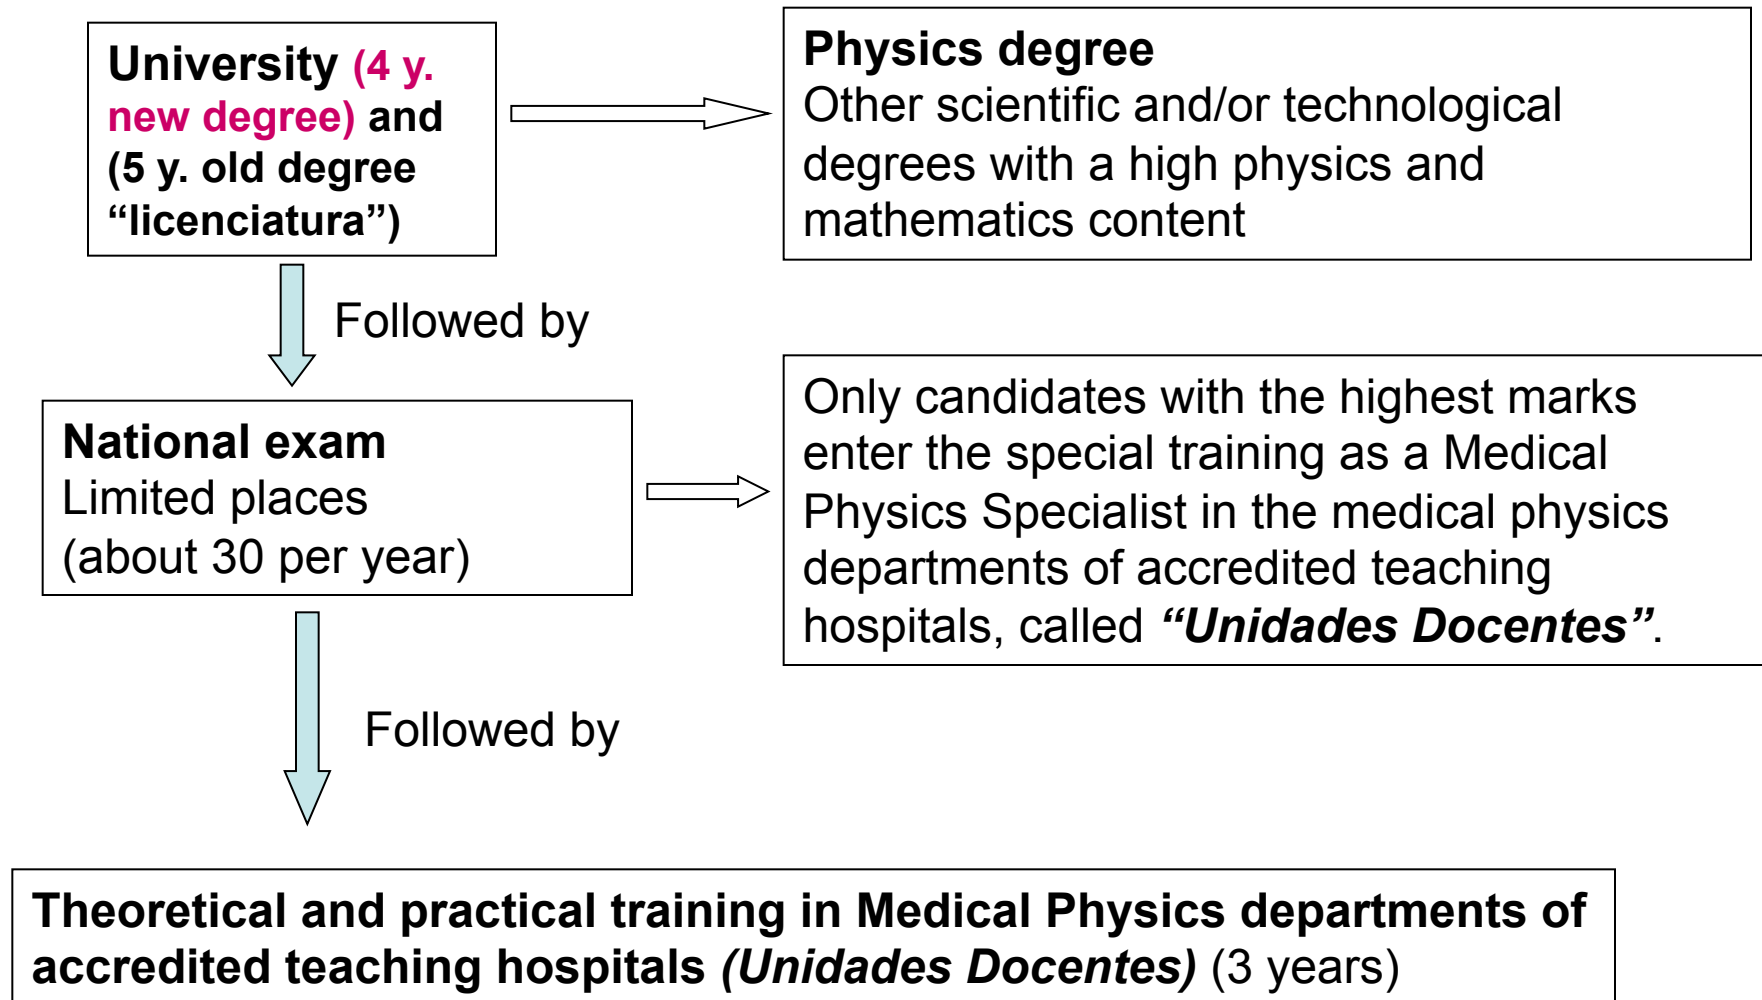 University (4 y.
new degree) and
(5 y. old degree
“licenciatura”)
Physics degree
Other scientific and/or technological
degrees with a high physics and
mathematics content
Followed by
National exam
Limited places
(about 30 per year)
Only candidates with the highest marks
enter the special training as a Medical
Physics Specialist in the medical physics
departments of accredited teaching
hospitals, called “Unidades Docentes”.
Followed by
Theoretical and practical training in Medical Physics departments of
accredited teaching hospitals (Unidades Docentes) (3 years)